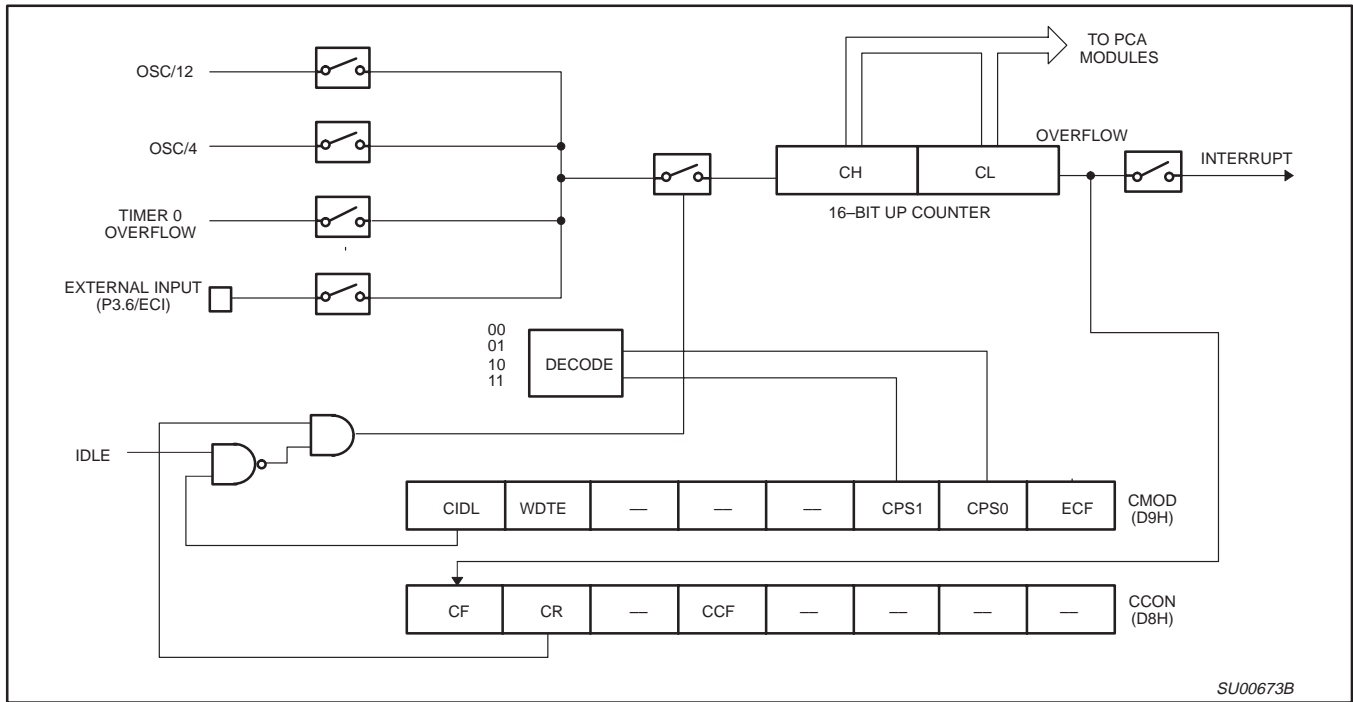 TO PCA
MODULES
OSC/12
OSC/4
TIMER 0
OVERFLOW
EXTERNAL INPUT
(P3.6/ECI)
CH
CL
16–BIT UP COUNTER
OVERFLOW
INTERRUPT
00
01
10
11
DECODE
IDLE
CIDL WDTE –– –– –– CPS1 CPS0 ECF
CMOD
(D9H)
CF CR –– CCF –– –– –– ––
CCON
(D8H)
SU00673B